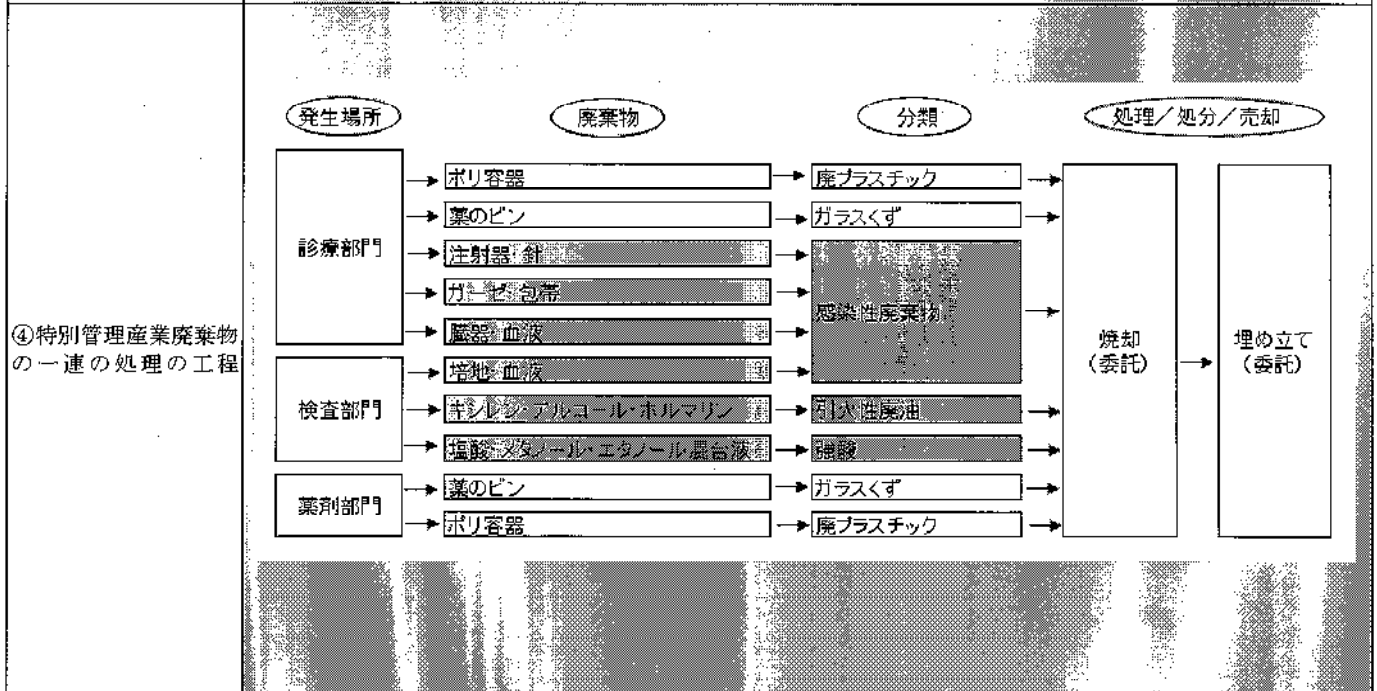 ④特別管理産業廃棄物
の一連の処理の工程
発生場所
廃棄物
分類
処理/処分/売却
診療部門
ポリ容器
廃プラスチック
薬のビン
ガラスくず
注射器・針
ガーゼ・包帯
臓器・血液
感染性廃棄物
検査部門
培地・血液
キシレン・アルコール・ホルマリン
引火性廃油
塩酸・メタノール・エタノール混合液
強酸
薬剤部門
薬のビン
ガラスくず
ポリ容器
廃プラスチック
焼却
(委託)
埋め立て
(委託)